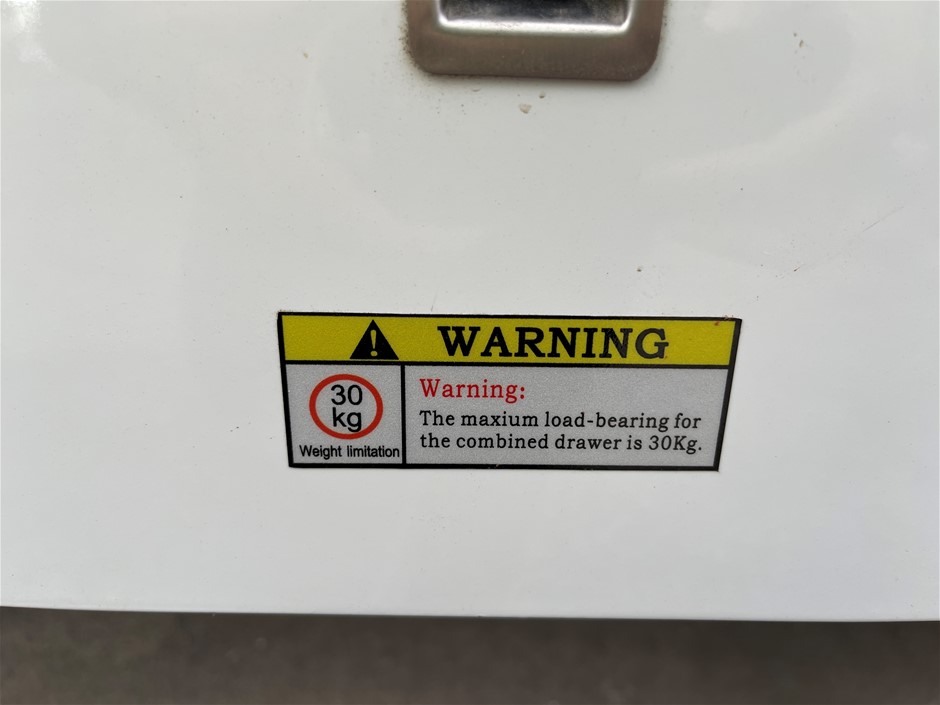 WARNING
30
kg
Weight limitation
Warning:
The maxium load-bearing for
the combined drawer is 30Kg.